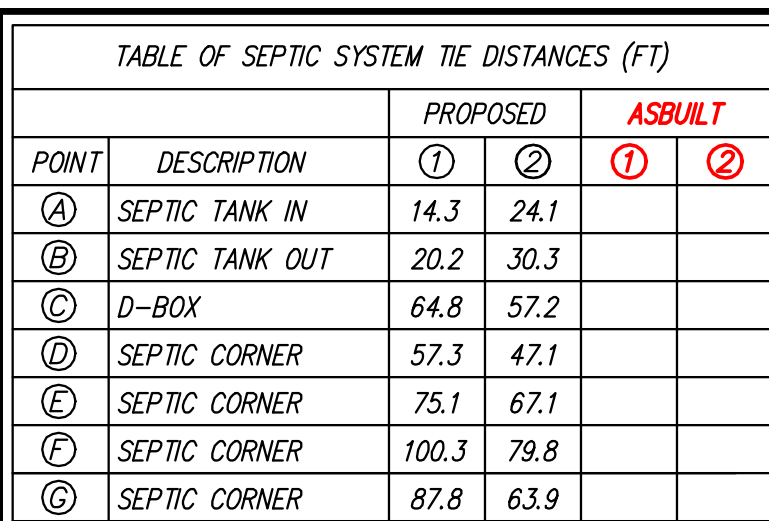 TABLE OF SEPTIC SYSTEM TIE DISTANCES (FT)
PROPOSED ASBUILT
POINT DESCRIPTION 1 2 1 2
A SEPTIC TANK IN 14.3 24.1
B SEPTIC TANK OUT 20.2 30.3
C D-BOX 64.8 57.2
D SEPTIC CORNER 57.3 47.1
E SEPTIC CORNER 75.1 67.1
F SEPTIC CORNER 100.3 79.8
G SEPTIC CORNER 87.8 63.9